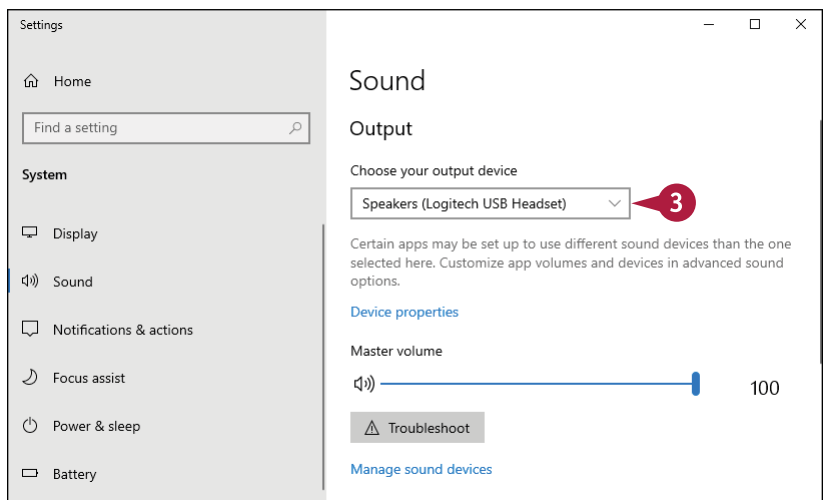 Settings
Home
Find a setting
System
Display
Sound
Notifications & actions
Focus assist
Power & sleep
Battery
Sound
Output
Choose your output device
Speakers (Logitech USB Headset)
3
Certain apps may be set up to use different sound devices than the one
selected here. Customize app volumes and devices in advanced sound
options.
Device properties
Master volume
100
Troubleshoot
Manage sound devices